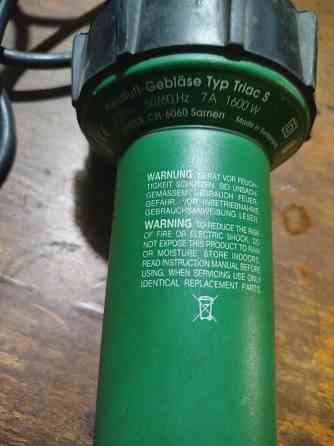 Heissluft-Gebläse Typ Triac S
50/60 Hz 7A 1600 W
CH-6060 Sarnen Made in
WARNUNG: GERÄT VOR FEUCH-
TIGKEIT SCHÜTZEN. BEI UNSACH-
GEMÄSSEM GEBRAUCH FEUER-
GEFAHR. VOR INBETRIEBNAHME
GEBRAUCHSANWEISUNG LESEN.
WARNING: TO REDUCE THE RISK
OF FIRE OR ELECTRIC SHOCK, DO
NOT EXPOSE THIS PRODUCT TO RAIN
OR MOISTURE. STORE INDOORS.
READ INSTRUCTION MANUAL BEFORE
USING. WHEN SERVICING USE ONLY
IDENTICAL REPLACEMENT PARTS.